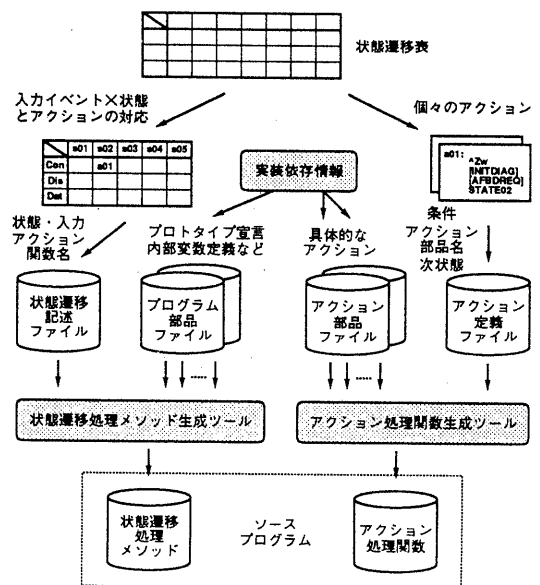 状態遷移表
入力イベント×状態
とアクションの対応
個々のアクション
s01 s02 s03 s04 s05
Con a01
Dis
Dat
実装依存情報
a01:
^Zw
[INITDIAG]
[AFBDREQ]
STATE02
状態・入力
アクション
関数名
プロトタイプ宣言
内部変数定義など
具体的な
アクション
条件
アクション
部品名
次状態
状態遷移
記述
ファイル
プログラム
部品
ファイル
アクション
部品
ファイル
アクション
定義
ファイル
.....
.....
状態遷移処理メソッド生成ツール
アクション処理関数生成ツール
状態遷移
処理
メソッド
ソース
プログラム
アクション
処理関数